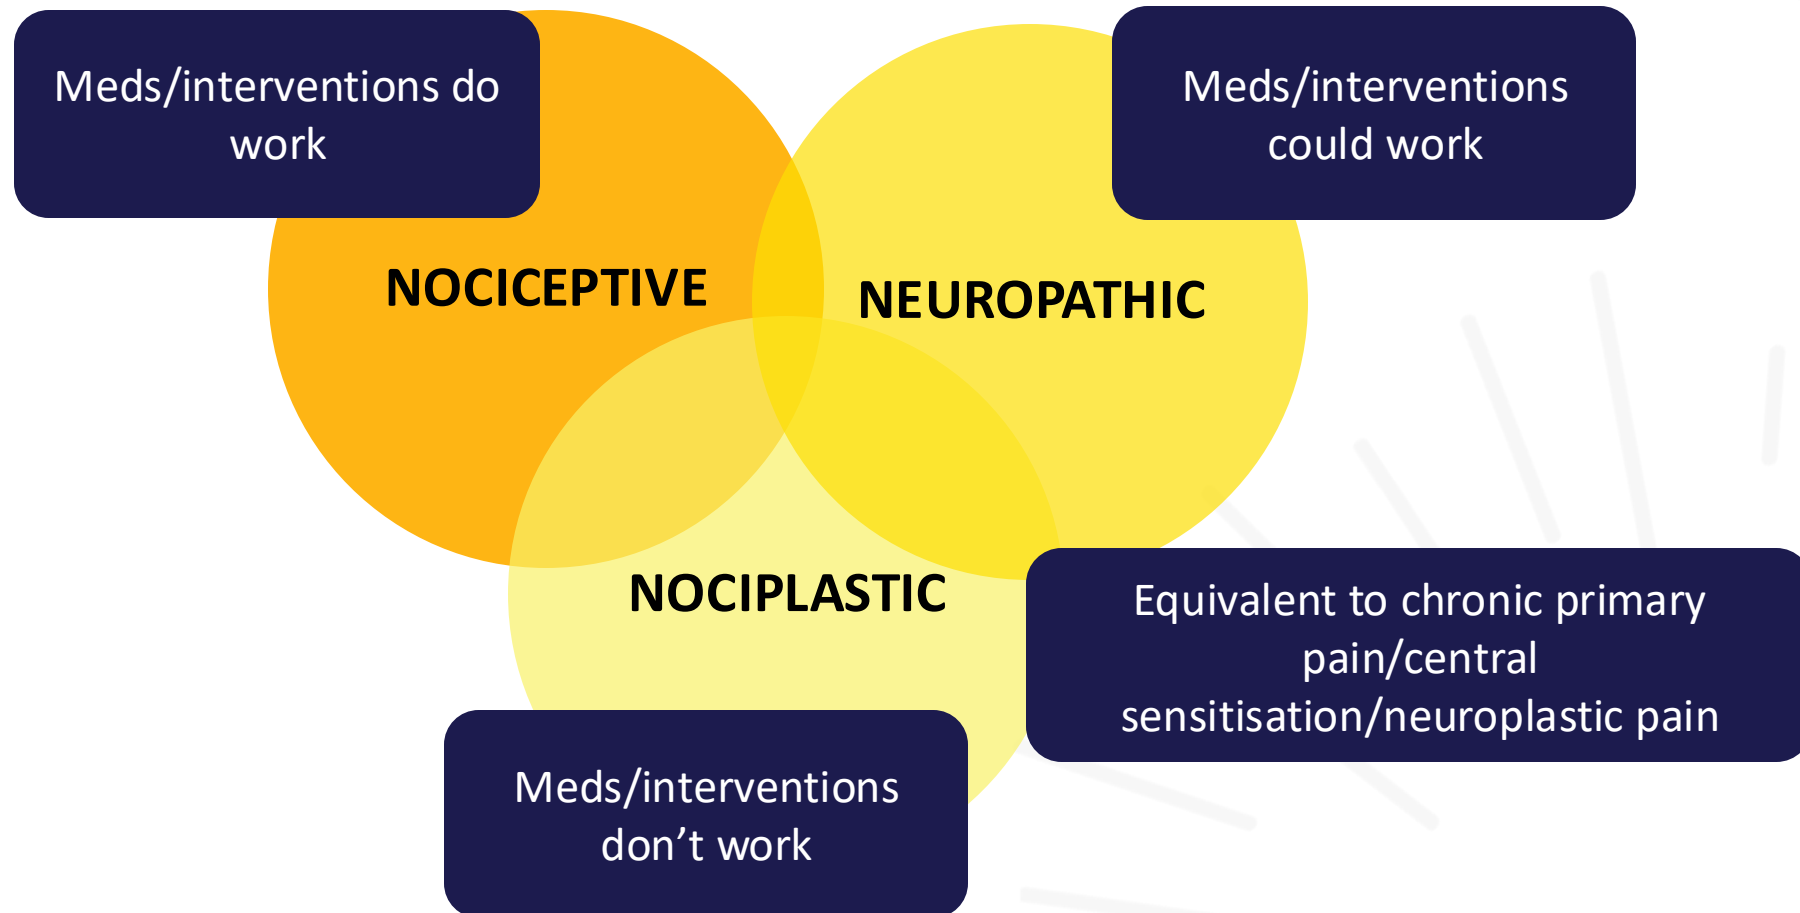 Meds/interventions do
work
Meds/interventions
could work
NOCICEPTIVE
NEUROPATHIC
NOCIPLASTIC
Equivalent to chronic primary
pain/central
sensitisation/neuroplastic pain
Meds/interventions
don’t work